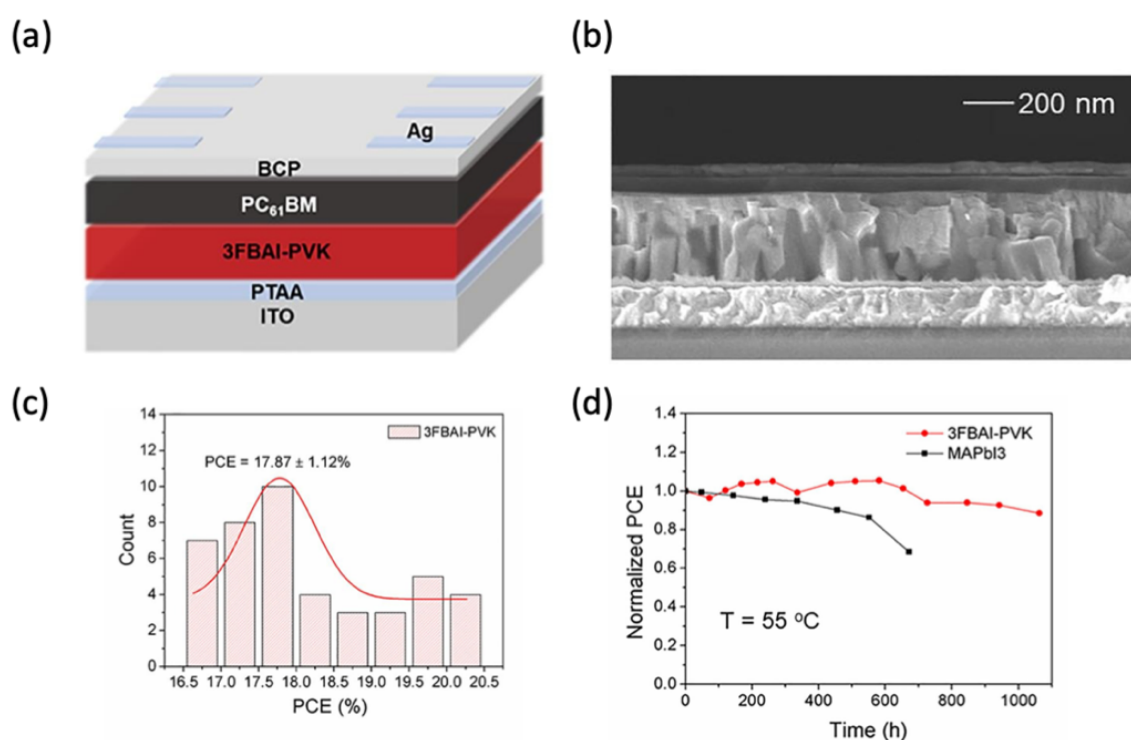 (a)
Ag
BCP
PC₆₁BM
3FBAI-PVK
PTAA
ITO
(b)
200 nm
(c)
14
12
10
8
6
4
2
0
Count
3FBAI-PVK
PCE = 17.87 ± 1.12%
16.5 17.0 17.5 18.0 18.5 19.0 19.5 20.0 20.5
PCE (%)
(d)
1.4
1.2
1.0
0.8
0.6
0.4
0.2
0.0
Normalized PCE
3FBAI-PVK
MAPbI3
T = 55 °C
0 200 400 600 800 1000
Time (h)